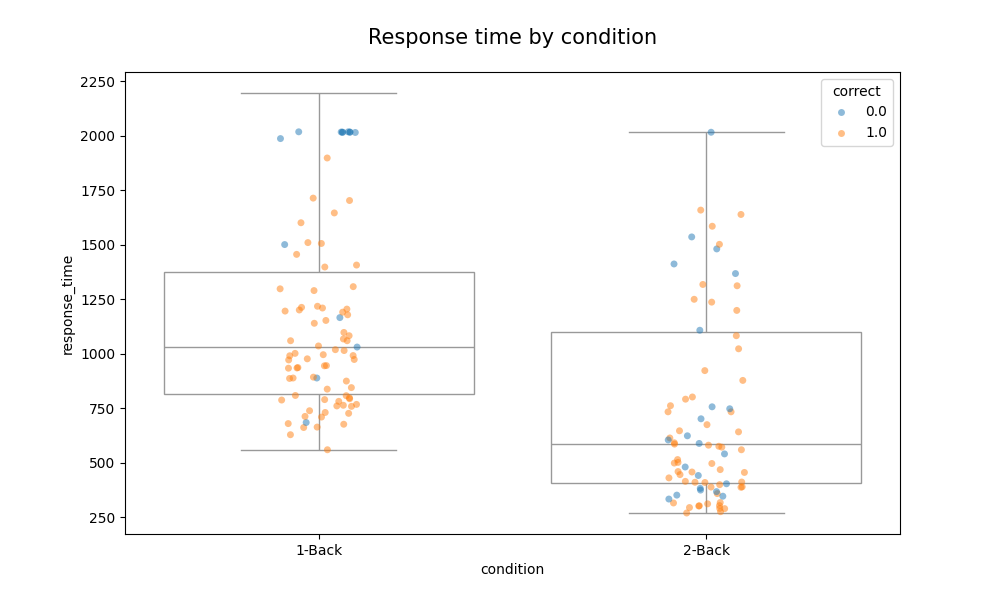 Response time by condition
correct
0.0
1.0
2250
2000
1750
1500
1250
1000
750
500
250
response_time
1-Back
2-Back
condition